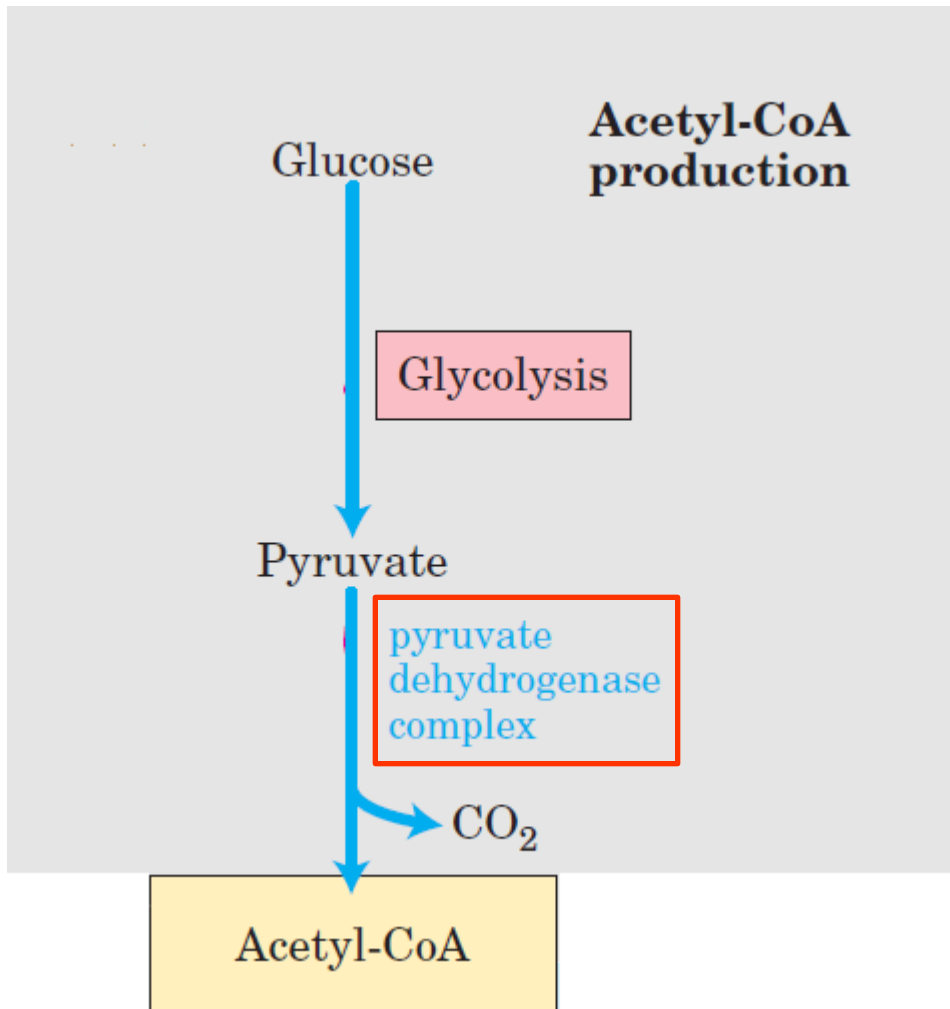 Acetyl-CoA
production
Glucose
Glycolysis
Pyruvate
pyruvate
dehydrogenase
complex
CO₂
Acetyl-CoA